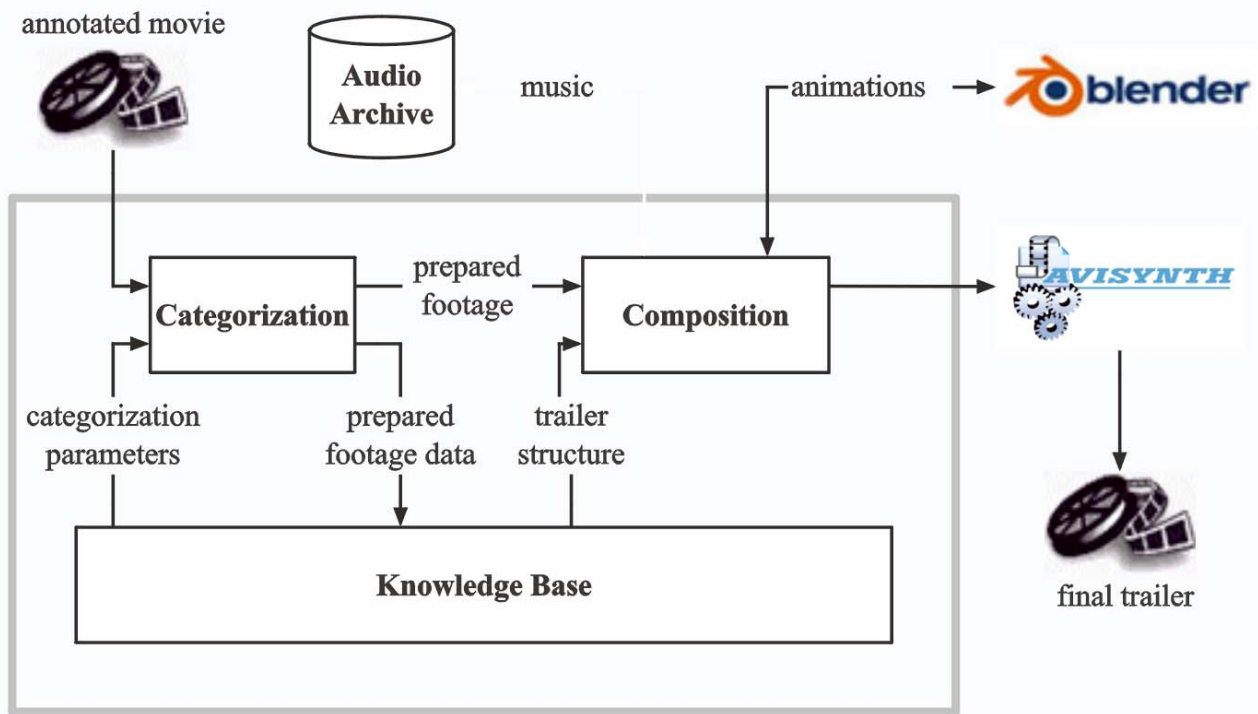 annotated movie
Audio
Archive
music
animations
blender
AVISYNTH
Categorization
prepared
footage
Composition
categorization
parameters
prepared
footage data
trailer
structure
Knowledge Base
final trailer